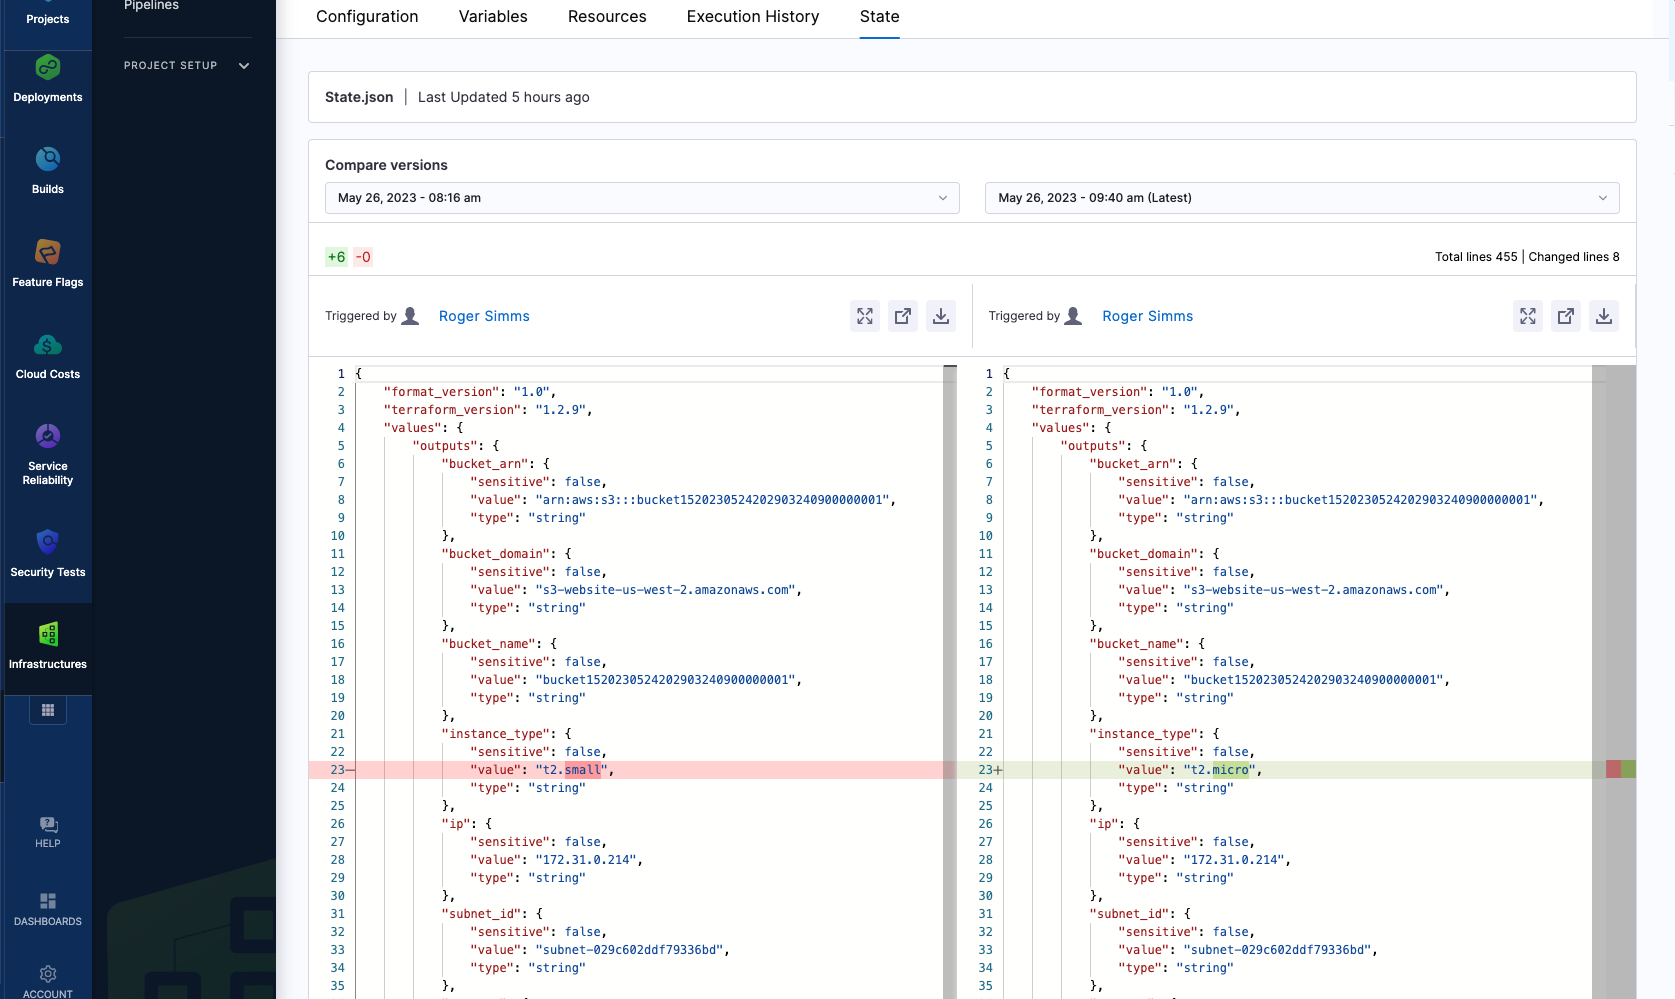 Projects
Deployments
Builds
Feature Flags
Cloud Costs
Service
Reliability
Security Tests
Infrastructures
HELP
DASHBOARDS
ACCOUNT
Pipelines
PROJECT SETUP
Configuration Variables Resources Execution History State
State.json | Last Updated 5 hours ago
Compare versions
May 26, 2023 - 08:16 am
May 26, 2023 - 09:40 am (Latest)
+6 -0
Total lines 455 | Changed lines 8
Triggered by Roger Simms
1 {
2 "format_version": "1.0",
3 "terraform_version": "1.2.9",
4 "values": {
5 "outputs": {
6 "bucket_arn": {
7 "sensitive": false,
8 "value": "arn:aws:s3:::bucket15202305242029032409000000​01",
9 "type": "string"
10 },
11 "bucket_domain": {
12 "sensitive": false,
13 "value": "s3-website-us-west-2.amazonaws.com",
14 "type": "string"
15 },
16 "bucket_name": {
17 "sensitive": false,
18 "value": "bucket1520230524202903240900000001",
19 "type": "string"
20 },
21 "instance_type": {
22 "sensitive": false,
23— "value": "t2.small",
24 "type": "string"
25 },
26 "ip": {
27 "sensitive": false,
28 "value": "172.31.0.214",
29 "type": "string"
30 },
31 "subnet_id": {
32 "sensitive": false,
33 "value": "subnet-029c602ddf79336bd",
34 "type": "string"
35 },
Triggered by Roger Simms
1 {
2 "format_version": "1.0",
3 "terraform_version": "1.2.9",
4 "values": {
5 "outputs": {
6 "bucket_arn": {
7 "sensitive": false,
8 "value": "arn:aws:s3:::bucket1520230524202903240900000001",
9 "type": "string"
10 },
11 "bucket_domain": {
12 "sensitive": false,
13 "value": "s3-website-us-west-2.amazonaws.com",
14 "type": "string"
15 },
16 "bucket_name": {
17 "sensitive": false,
18 "value": "bucket1520230524202903240900000001",
19 "type": "string"
20 },
21 "instance_type": {
22 "sensitive": false,
23+ "value": "t2.micro",
24 "type": "string"
25 },
26 "ip": {
27 "sensitive": false,
28 "value": "172.31.0.214",
29 "type": "string"
30 },
31 "subnet_id": {
32 "sensitive": false,
33 "value": "subnet-029c602ddf79336bd",
34 "type": "string"
35 },